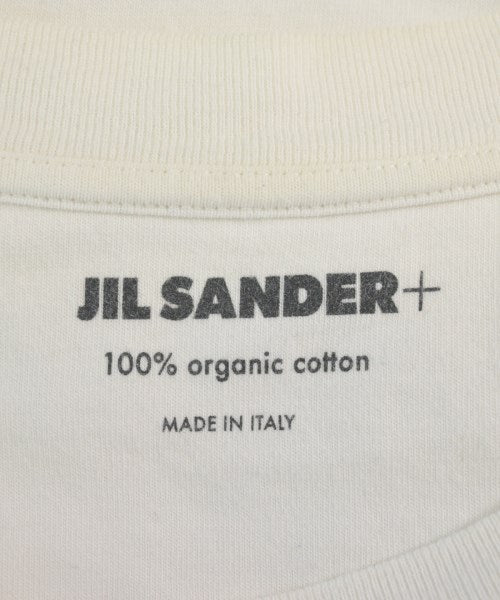 JIL SANDER+
100% organic cotton
MADE IN ITALY